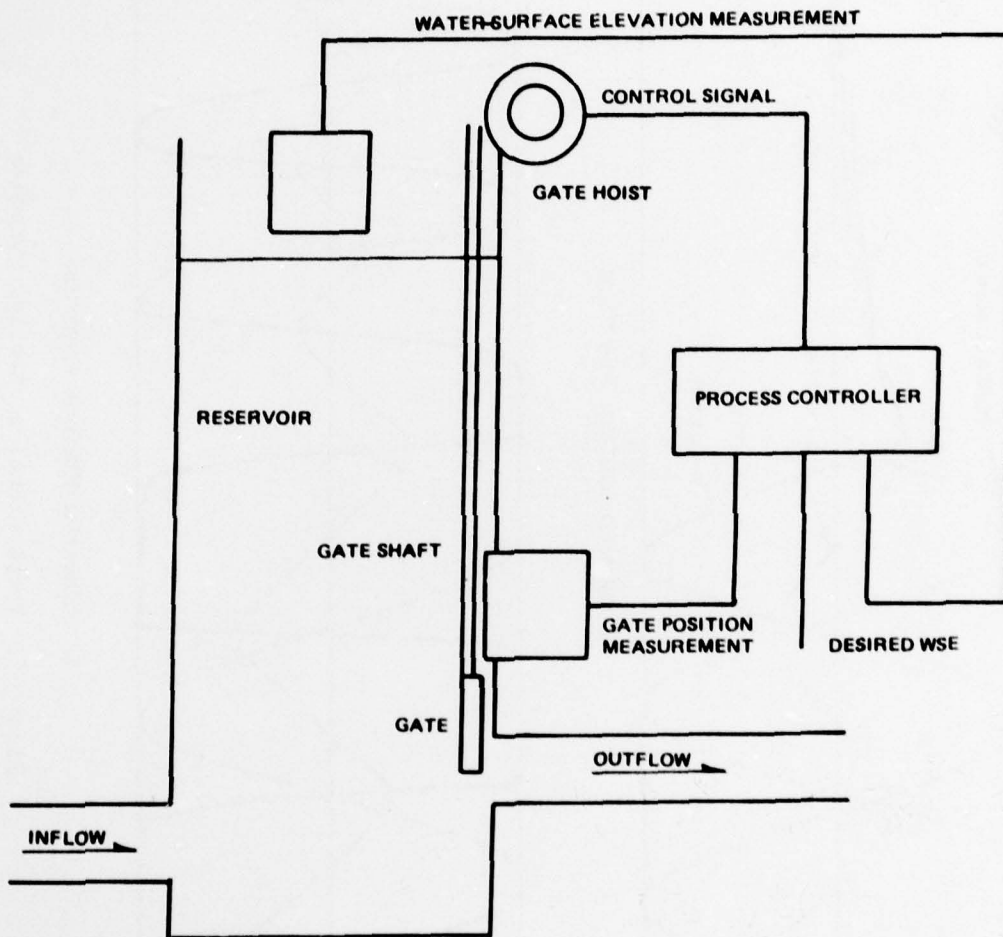 WATER-SURFACE ELEVATION MEASUREMENT
CONTROL SIGNAL
GATE HOIST
PROCESS CONTROLLER
RESERVOIR
GATE SHAFT
GATE POSITION
MEASUREMENT
DESIRED WSE
GATE
OUTFLOW
INFLOW